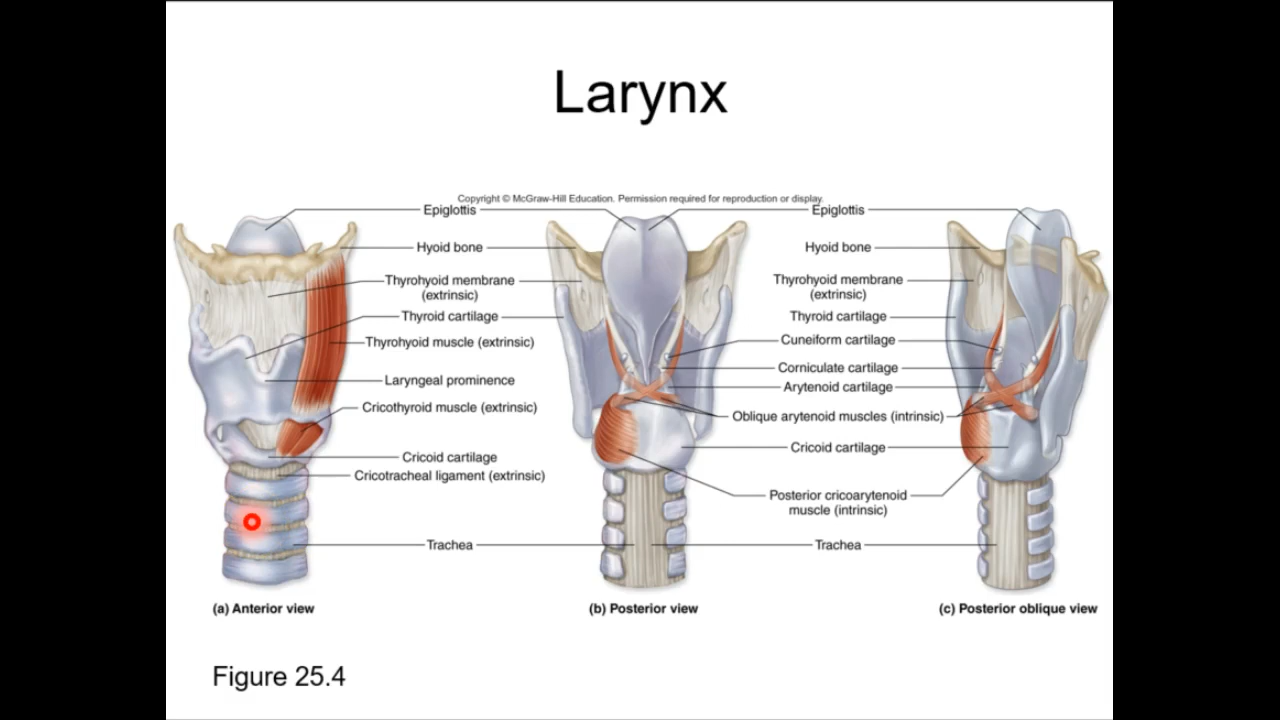 Larynx
Copyright © McGraw-Hill Education. Permission required for reproduction or display.
Epiglottis
Hyoid bone
Thyrohyoid membrane
(extrinsic)
Thyroid cartilage
Thyrohyoid muscle (extrinsic)
Laryngeal prominence
Cricothyroid muscle (extrinsic)
Cricoid cartilage
Cricotracheal ligament (extrinsic)
Trachea
Epiglottis
Hyoid bone
Thyrohyoid membrane
(extrinsic)
Thyroid cartilage
Cuneiform cartilage
Corniculate cartilage
Arytenoid cartilage
Oblique arytenoid muscles (intrinsic)
Cricoid cartilage
Posterior cricoarytenoid
muscle (intrinsic)
Trachea
(a) Anterior view
(b) Posterior view
(c) Posterior oblique view
Figure 25.4